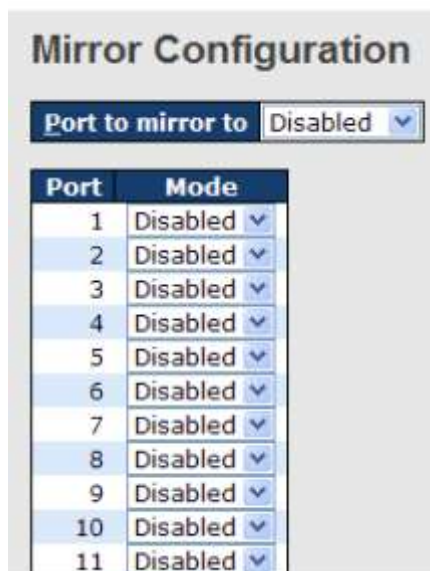 Mirror Configuration
Port to mirror to Disabled
Port Mode
1 Disabled
2 Disabled
3 Disabled
4 Disabled
5 Disabled
6 Disabled
7 Disabled
8 Disabled
9 Disabled
10 Disabled
11 Disabled